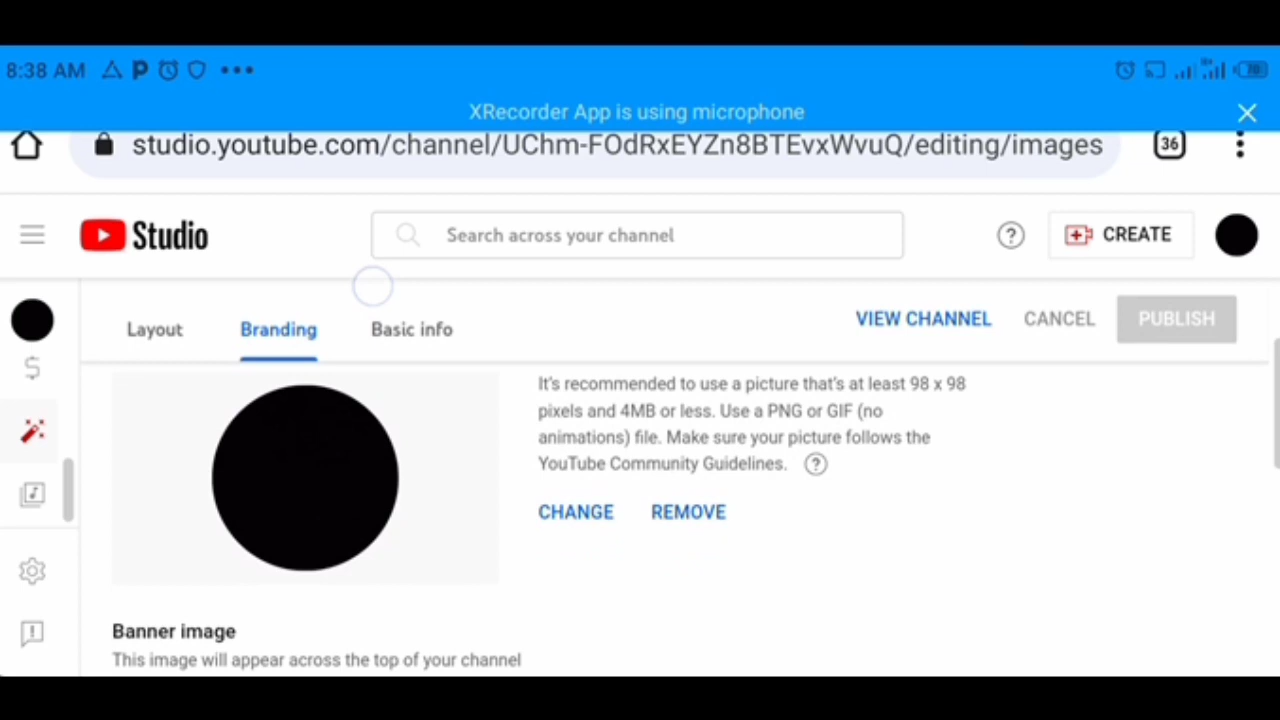 8:38 AM
XRecorder App is using microphone
studio.youtube.com/channel/UChm-FOdRxEYZn8BTEvxWvuQ/editing/images
36
Studio
Search across your channel
CREATE
Layout
Branding
Basic info
VIEW CHANNEL
CANCEL
PUBLISH
It's recommended to use a picture that's at least 98 x 98
pixels and 4MB or less. Use a PNG or GIF (no
animations) file. Make sure your picture follows the
YouTube Community Guidelines.
CHANGE
REMOVE
Banner image
This image will appear across the top of your channel